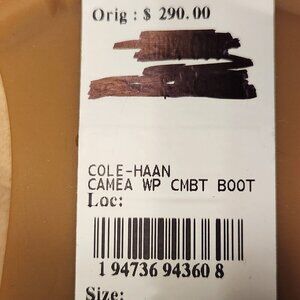 Orig : $ 290.00
COLE-HAAN
CAMEA WP CMBT BOOT
Loc:
1 94736 94360 8
Size: